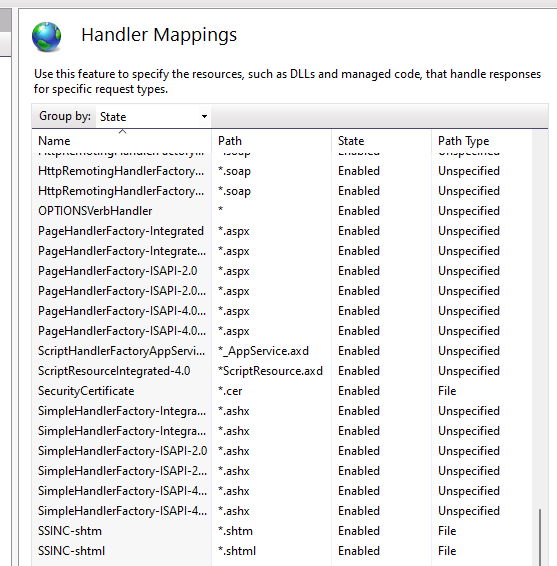 Handler Mappings
Use this feature to specify the resources, such as DLLs and managed code, that handle responses
for specific request types.
Group by: State
Name Path State Path Type
HttpRemotingHandlerFactory... *.soap Enabled Unspecified
HttpRemotingHandlerFactory... *.soap Enabled Unspecified
HttpRemotingHandlerFactory... *.soap Enabled Unspecified
OPTIONSVerbHandler * Enabled Unspecified
PageHandlerFactory-Integrated *.aspx Enabled Unspecified
PageHandlerFactory-Integrate... *.aspx Enabled Unspecified
PageHandlerFactory-ISAPI-2.0 *.aspx Enabled Unspecified
PageHandlerFactory-ISAPI-2.0... *.aspx Enabled Unspecified
PageHandlerFactory-ISAPI-4.0... *.aspx Enabled Unspecified
PageHandlerFactory-ISAPI-4.0... *.aspx Enabled Unspecified
ScriptHandlerFactoryAppServi... *_AppService.axd Enabled Unspecified
ScriptResourceIntegrated-4.0 *ScriptResource.axd Enabled Unspecified
SecurityCertificate *.cer Enabled File
SimpleHandlerFactory-Integra... *.ashx Enabled Unspecified
SimpleHandlerFactory-Integra... *.ashx Enabled Unspecified
SimpleHandlerFactory-ISAPI-2.0 *.ashx Enabled Unspecified
SimpleHandlerFactory-ISAPI-2... *.ashx Enabled Unspecified
SimpleHandlerFactory-ISAPI-4... *.ashx Enabled Unspecified
SimpleHandlerFactory-ISAPI-4... *.ashx Enabled Unspecified
SSINC-shtm *.shtm Enabled File
SSINC-shtml *.shtml Enabled File